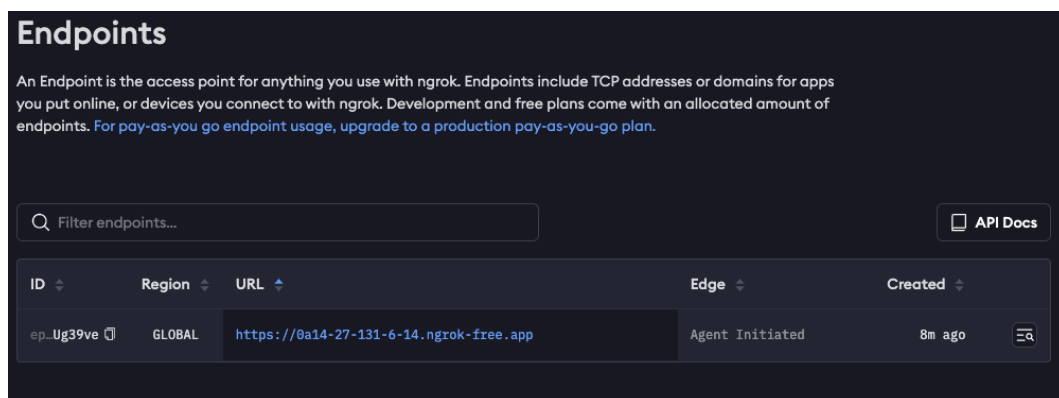 Endpoints
An Endpoint is the access point for anything you use with ngrok. Endpoints include TCP addresses or domains for apps
you put online, or devices you connect to with ngrok. Development and free plans come with an allocated amount of
endpoints. For pay-as-you go endpoint usage, upgrade to a production pay-as-you-go plan.
Filter endpoints...
API Docs
ID Region URL Edge Created
ep_…Ug39ve GLOBAL https://0a14-27-131-6-14.ngrok-free.app Agent Initiated 8m ago